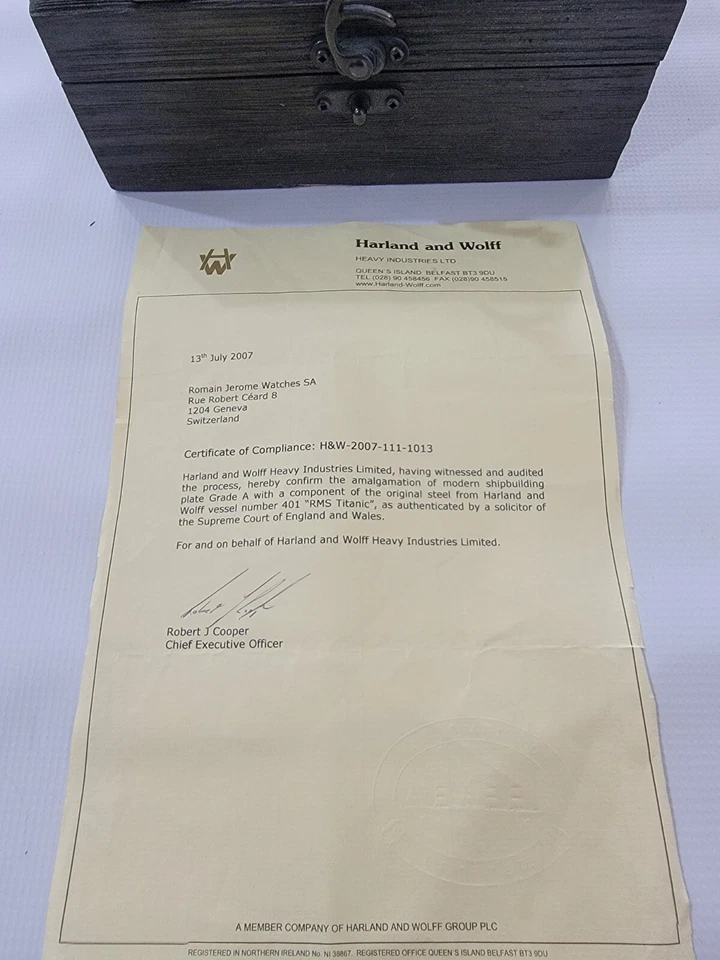 HW
Harland and Wolff
HEAVY INDUSTRIES LTD
QUEEN'S ISLAND BELFAST BT3 9DU
TEL (028) 90 458456 FAX (028)90 458515
www.Harland-Wolff.com
13th July 2007
Romain Jerome Watches SA
Rue Robert Céard 8
1204 Geneva
Switzerland
Certificate of Compliance: H&W-2007-111-1013
Harland and Wolff Heavy Industries Limited, having witnessed and audited
the process, hereby confirm the amalgamation of modern shipbuilding
plate Grade A with a component of the original steel from Harland and
Wolff vessel number 401 "RMS Titanic", as authenticated by a solicitor of
the Supreme Court of England and Wales.
For and on behalf of Harland and Wolff Heavy Industries Limited.
Robert J Cooper
Chief Executive Officer
A MEMBER COMPANY OF HARLAND AND WOLFF GROUP PLC
REGISTERED IN NORTHERN IRELAND No. NI 38867. REGISTERED OFFICE QUEEN'S ISLAND BELFAST BT3 9DU